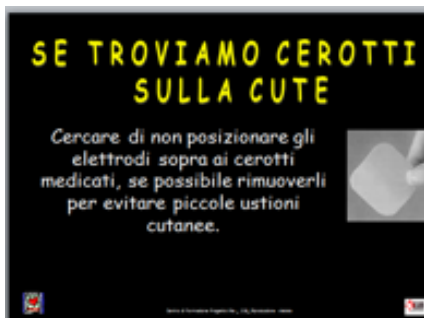 SE TROVIAMO CEROTTI
SULLA CUTE
Cercare di non posizionare gli
elettrodi sopra ai cerotti
medicati, se possibile rimuoverli
per evitare piccole ustioni
cutanee.